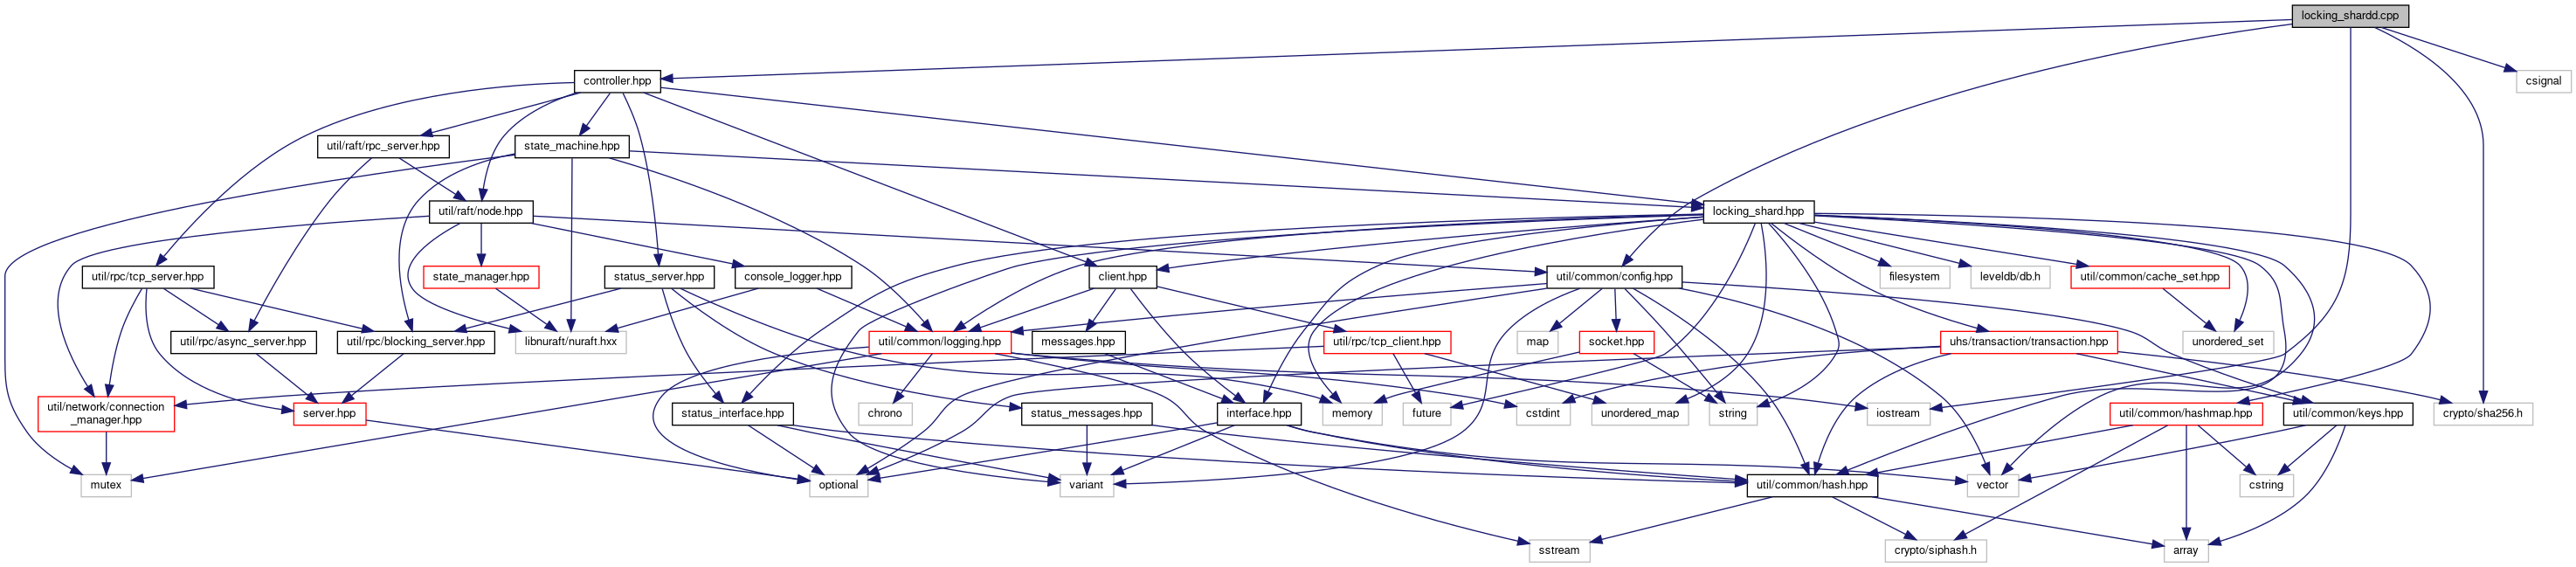 locking_shardd.cpp
controller.hpp
csignal
util/raft/rpc_server.hpp
state_machine.hpp
util/raft/node.hpp
locking_shard.hpp
util/rpc/tcp_server.hpp
state_manager.hpp
status_server.hpp
console_logger.hpp
client.hpp
util/common/config.hpp
filesystem
leveldb/db.h
util/common/cache_set.hpp
util/rpc/async_server.hpp
util/rpc/blocking_server.hpp
libnuraft/nuraft.hxx
util/common/logging.hpp
messages.hpp
util/rpc/tcp_client.hpp
map
socket.hpp
uhs/transaction/transaction.hpp
unordered_set
util/network/connection
_manager.hpp
server.hpp
status_interface.hpp
chrono
status_messages.hpp
interface.hpp
memory
future
cstdint
unordered_map
string
iostream
util/common/hashmap.hpp
util/common/keys.hpp
crypto/sha256.h
mutex
optional
variant
util/common/hash.hpp
vector
cstring
sstream
crypto/siphash.h
array